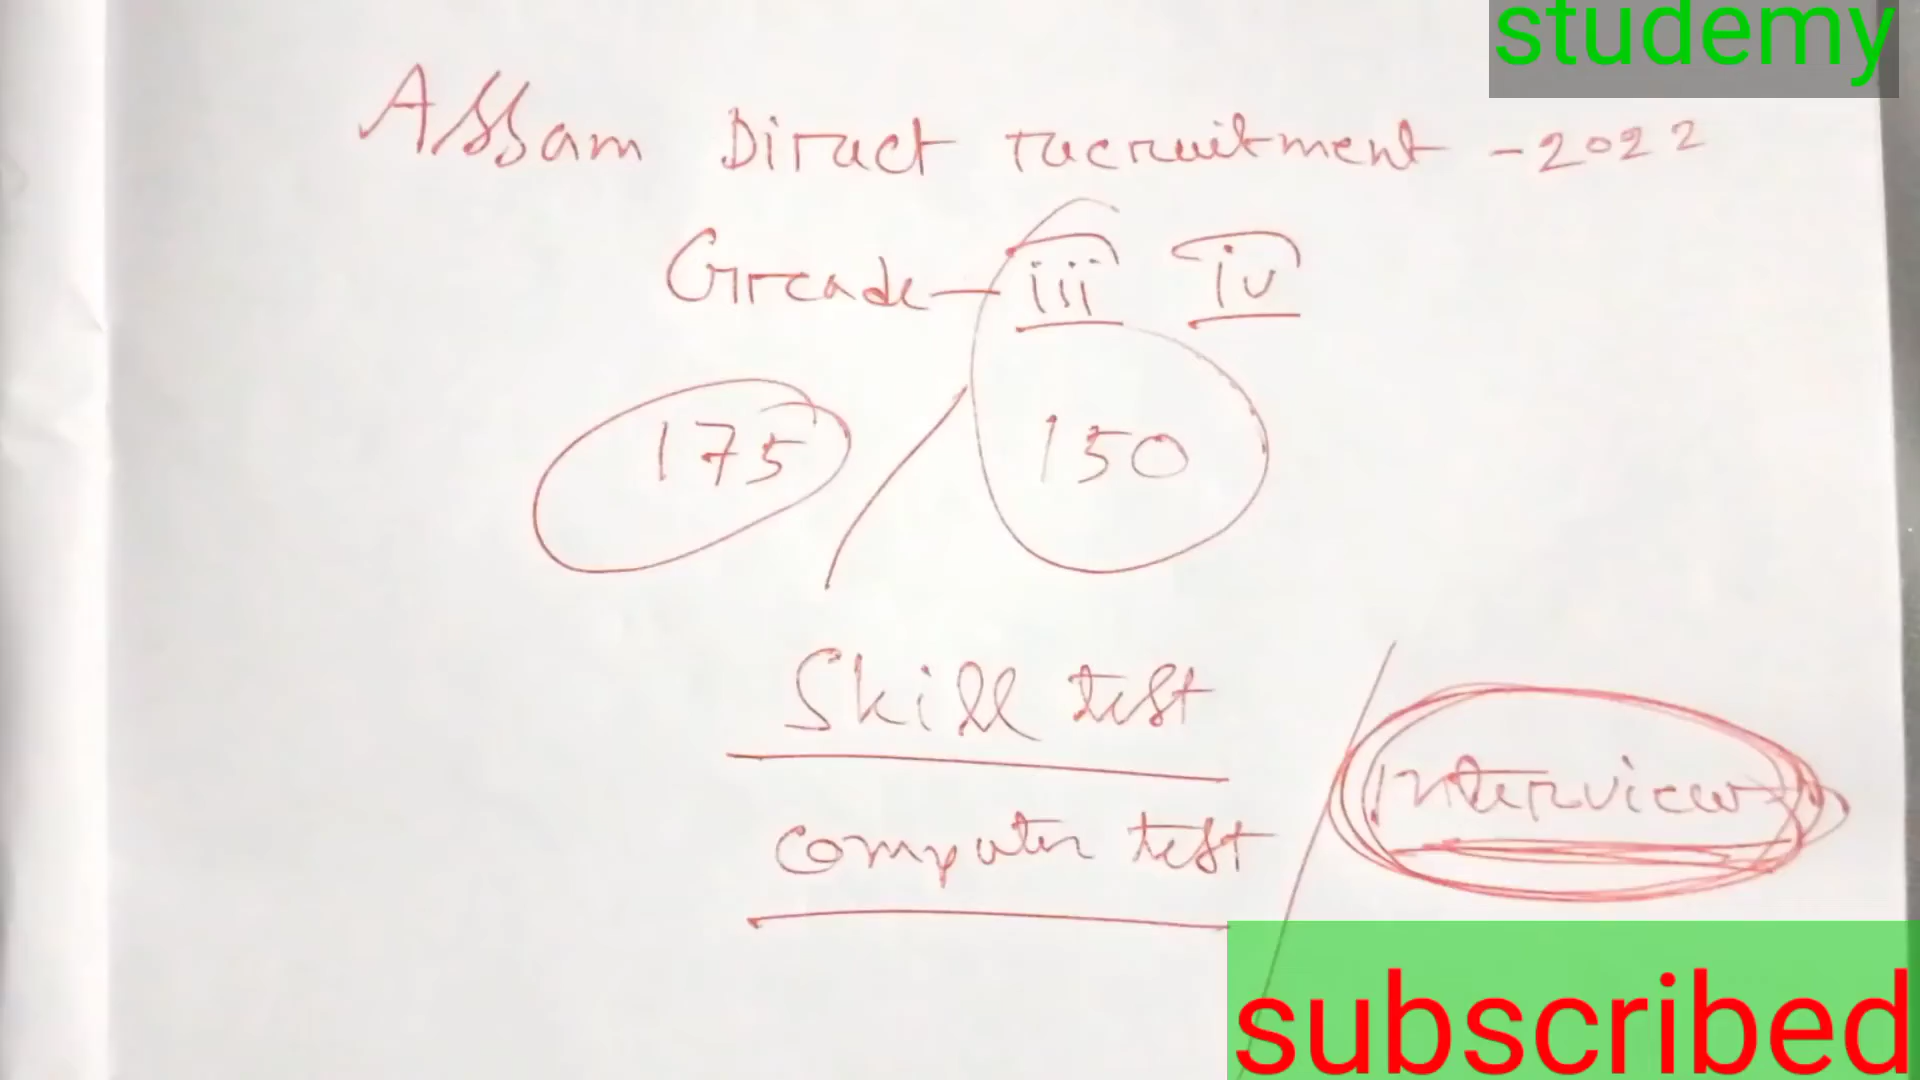 studemy
Assam Direct recruitment - 2022
Grade - iii iv
175 150
Skill test
Interview
computer test
subscribed